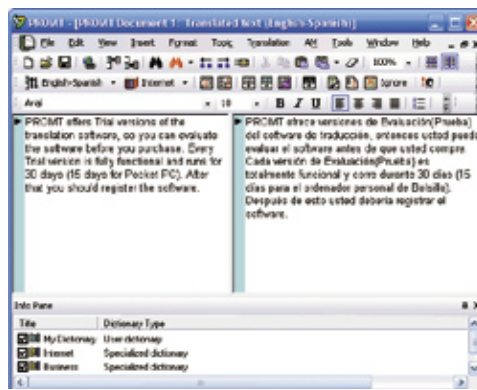 PROMT - [PROMT Document 1: Translated text (English-Spanish)]
File Edit View Insert Format Topic Translation AH Tools Window Help
100%
English-Spanish Internet Ignore
Arial 10 B I U
PROMT offers Trial versions of the
translation software, so you can evaluate
the software before you purchase. Every
Trial version is fully functional and runs for
30 days (15 days for Pocket PC). After
that you should register the software.
PROMT ofrece versiones de Evaluación(Prueba)
del software de traducción, entonces usted puede
evaluar el software antes de que usted compre.
Cada versión de Evaluación(Prueba) es
totalmente funcional y corre durante 30 días (15
días para el ordenador personal de Bolsillo).
Después de esto usted debería registrar el
software.
Info Pane
Title Dictionary Type
My Dictionary User dictionary
Internet Specialized dictionary
Business Specialized dictionary